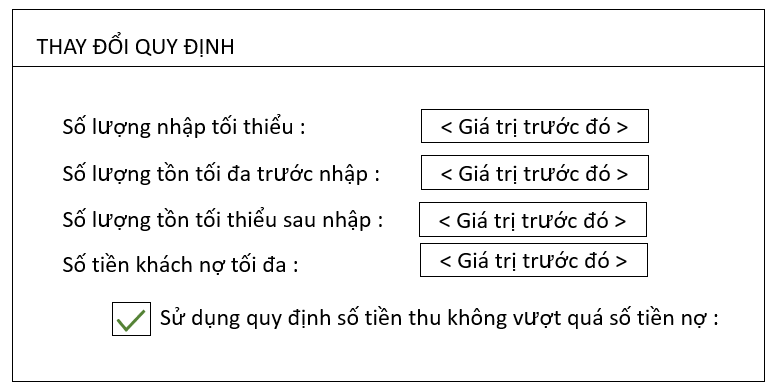 THAY ĐỔI QUY ĐỊNH
Số lượng nhập tối thiểu : < Giá trị trước đó >
Số lượng tồn tối đa trước nhập : < Giá trị trước đó >
Số lượng tồn tối thiểu sau nhập : < Giá trị trước đó >
Số tiền khách nợ tối đa : < Giá trị trước đó >
Sử dụng quy định số tiền thu không vượt quá số tiền nợ :